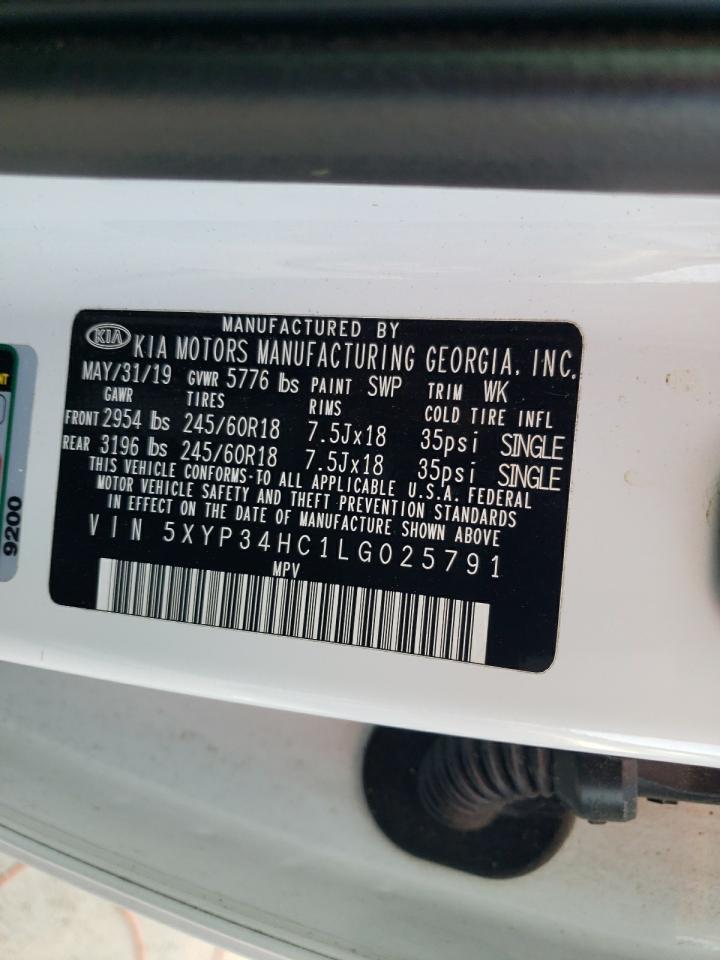 MANUFACTURED BY
KIA KIA MOTORS MANUFACTURING GEORGIA, INC.
MAY/31/19 GVWR 5776 lbs PAINT SWP TRIM WK
GAWR TIRES RIMS COLD TIRE INFL
FRONT 2954 lbs 245/60R18 7.5Jx18 35psi SINGLE
REAR 3196 lbs 245/60R18 7.5Jx18 35psi SINGLE
THIS VEHICLE CONFORMS TO ALL APPLICABLE U.S.A. FEDERAL
MOTOR VEHICLE SAFETY AND THEFT PREVENTION STANDARDS
IN EFFECT ON THE DATE OF MANUFACTURE SHOWN ABOVE
VIN 5XYP34HC1LG025791
MPV
9200